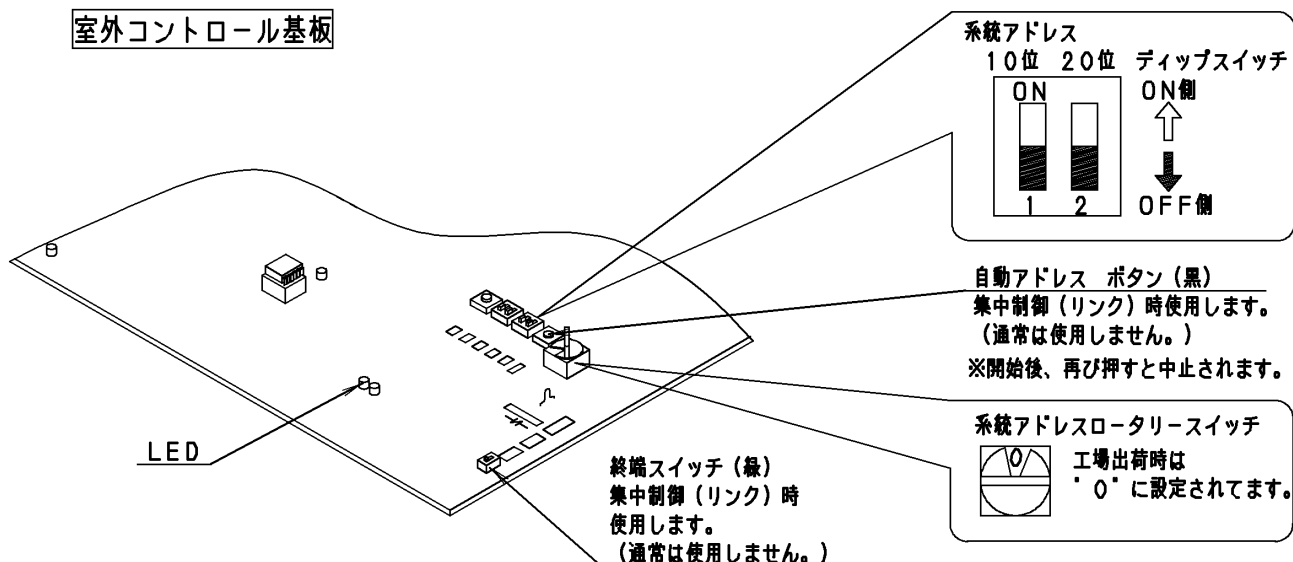 室外コントロール基板
系統アドレス
10位 20位 ディップスイッチ
ON ON側
1 2 OFF側
自動アドレス ボタン(黒)
集中制御(リンク)時使用します。
(通常は使用しません。)
※開始後、再び押すと中止されます。
系統アドレスロータリースイッチ
0 工場出荷時は
"0"に設定されてます。
LED
終端スイッチ(緑)
集中制御(リンク)時
使用します。
(通常は使用しません。)